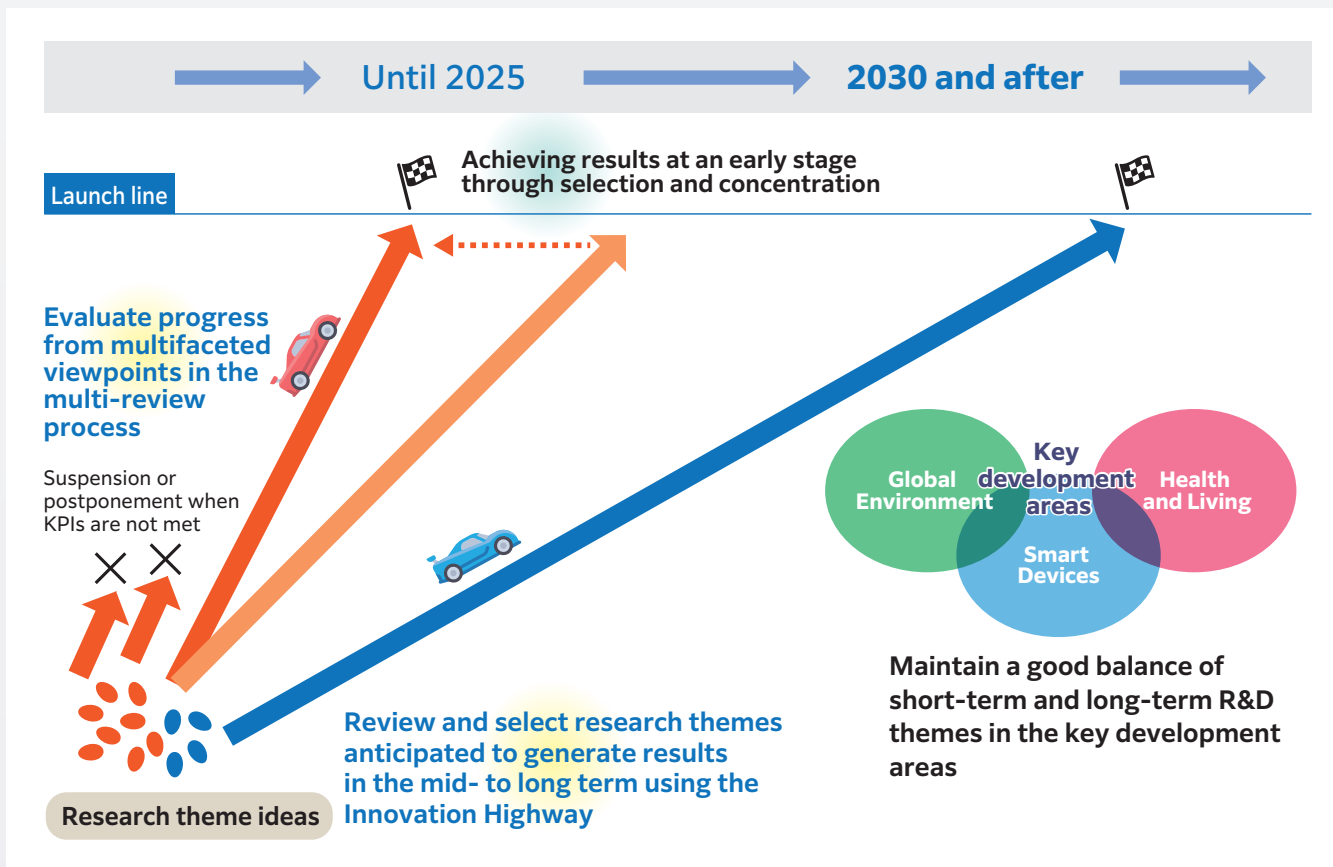 Until 2025
2030 and after
Launch line
Achieving results at an early stage
through selection and concentration
Evaluate progress
from multifaceted
viewpoints in the
multi-review
process
Suspension or
postponement when
KPIs are not met
Key
development
areas
Global
Environment
Health
and Living
Smart
Devices
Maintain a good balance of
short-term and long-term R&D
themes in the key development
areas
Review and select research themes
anticipated to generate results
in the mid- to long term using the
Innovation Highway
Research theme ideas